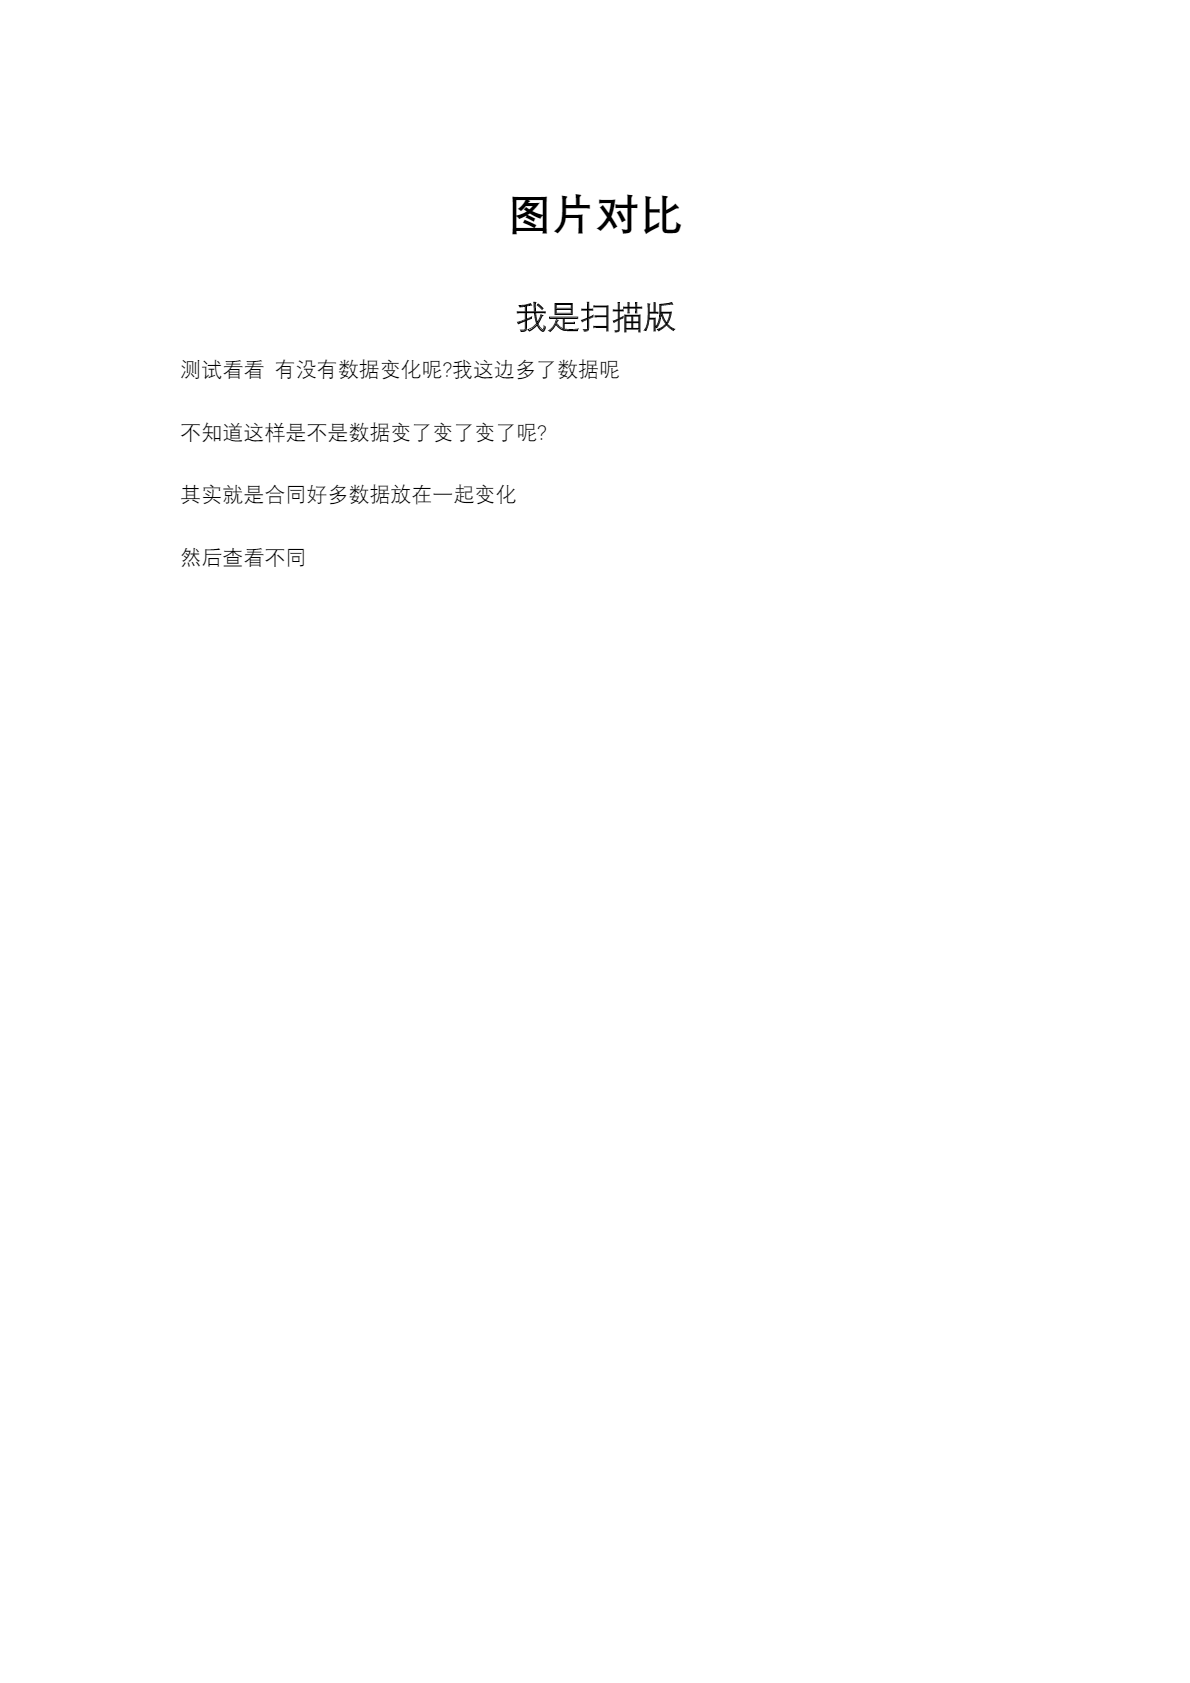 图片对比
我是扫描版
测试看看 有没有数据变化呢?我这边多了数据呢
不知道这样是不是数据变了变了变了呢?
其实就是合同好多数据放在一起变化
然后查看不同